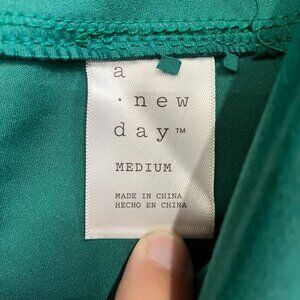 a
· new
day™
MEDIUM
MADE IN CHINA
HECHO EN CHINA